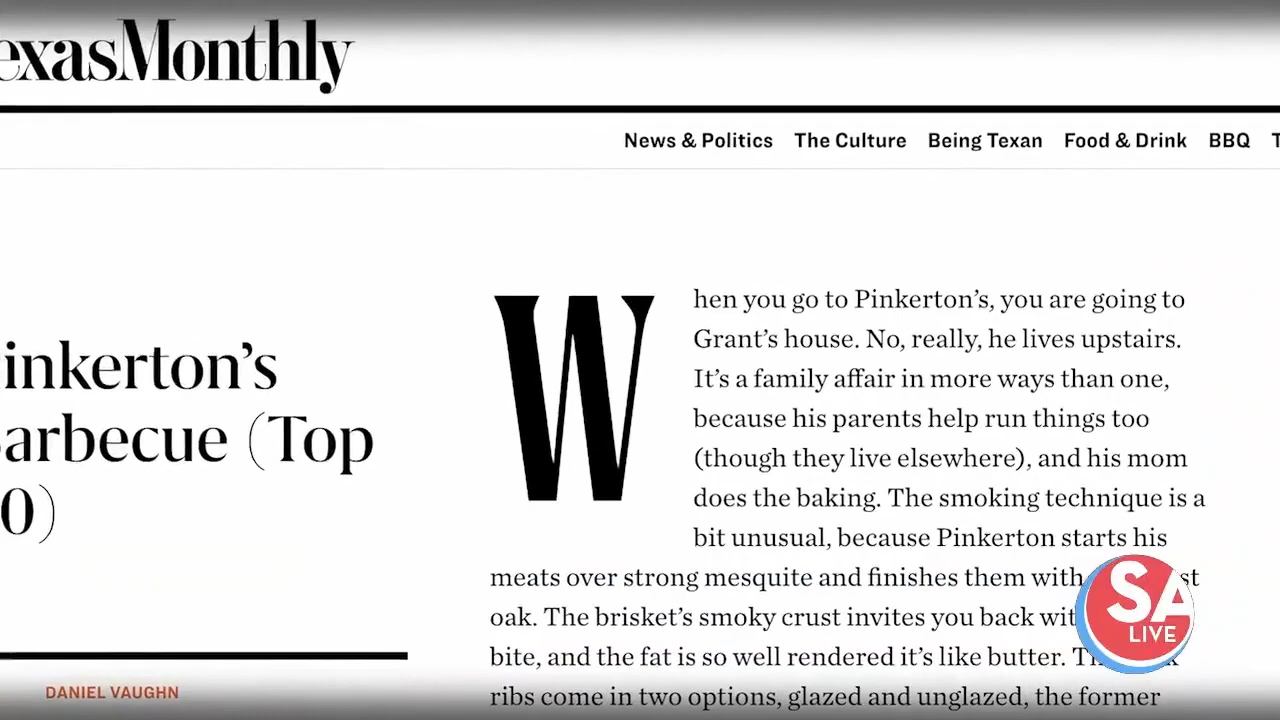 exasMonthly
News & Politics The Culture Being Texan Food & Drink BBQ T
inkerton's
arbecue (Top
0)
DANIEL VAUGHN
When you go to Pinkerton's, you are going to
Grant's house. No, really, he lives upstairs.
It's a family affair in more ways than one,
because his parents help run things too
(though they live elsewhere), and his mom
does the baking. The smoking technique is a
bit unusual, because Pinkerton starts his
meats over strong mesquite and finishes them with st
oak. The brisket's smoky crust invites you back wit
bite, and the fat is so well rendered it's like butter.
ribs come in two options, glazed and unglazed, the former
SA
LIVE